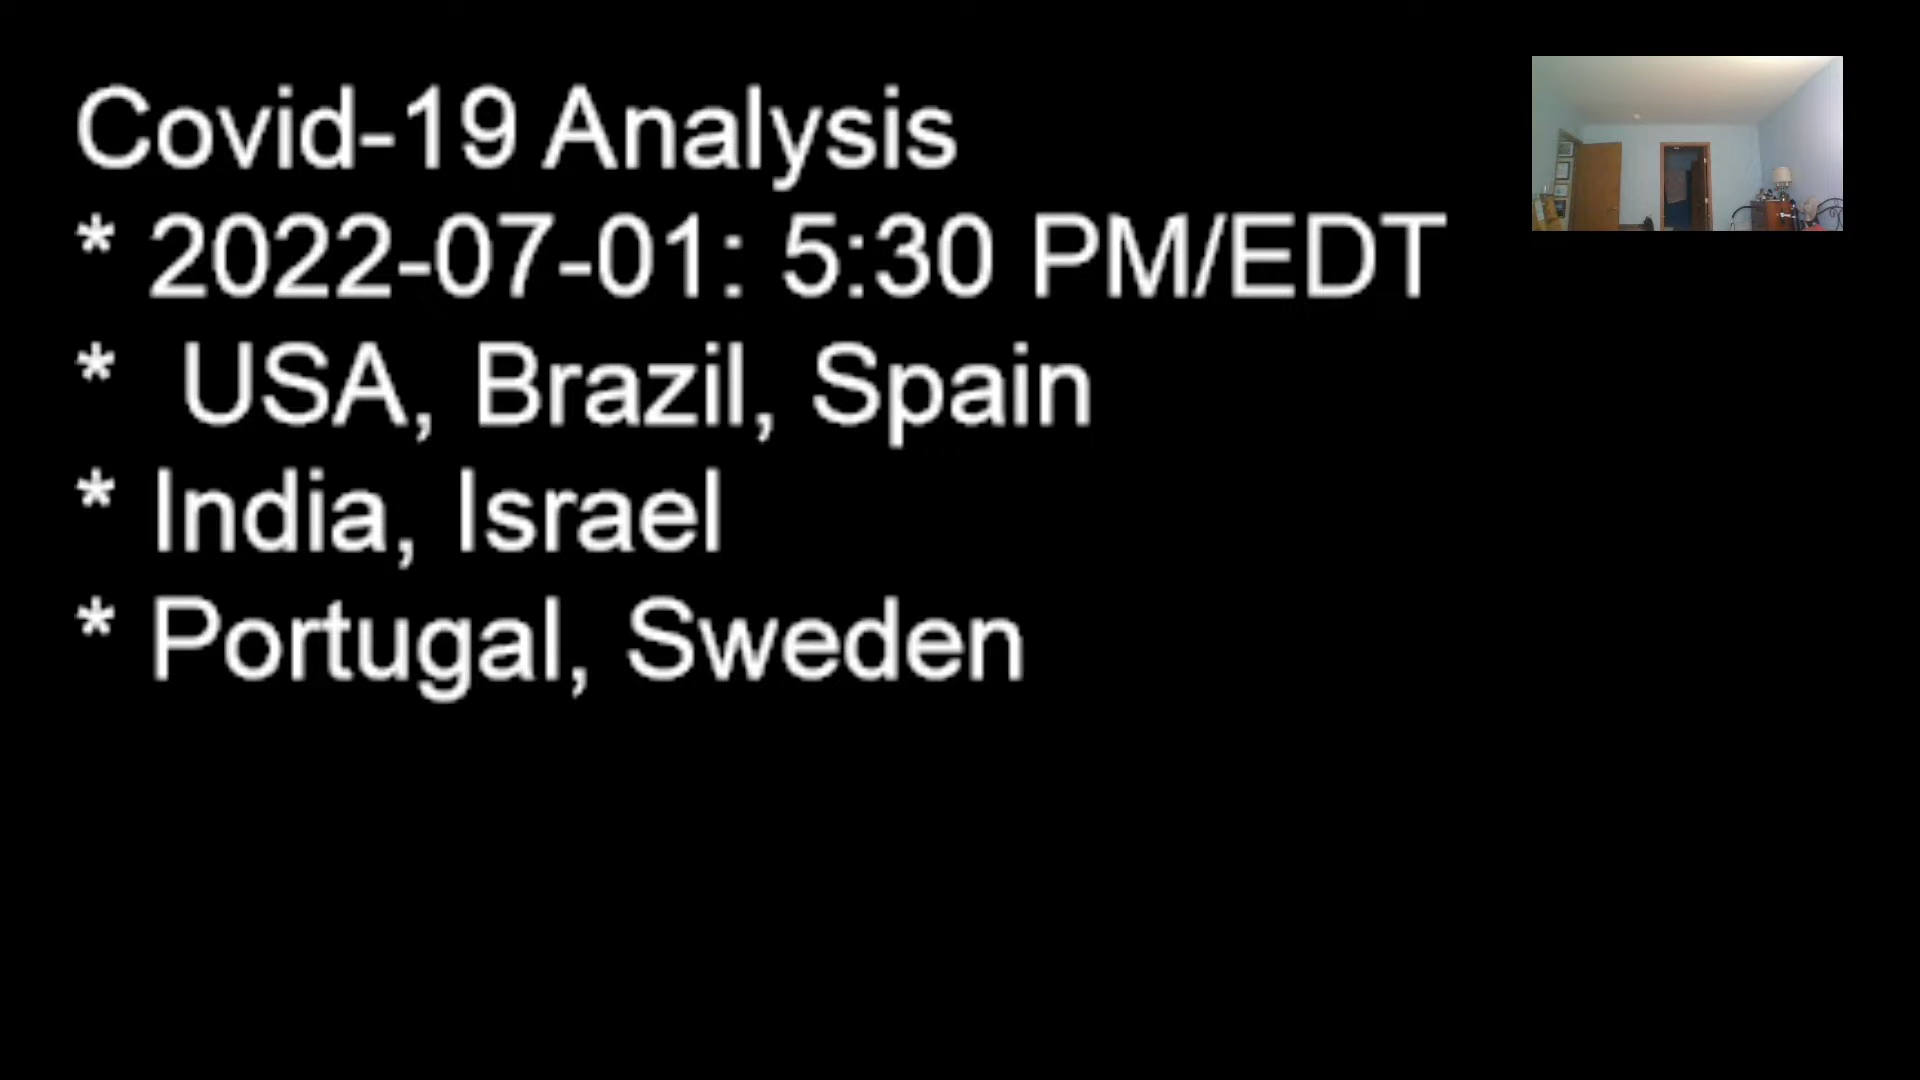 Covid-19 Analysis
* 2022-07-01: 5:30 PM/EDT
*  USA, Brazil, Spain
* India, Israel
* Portugal, Sweden